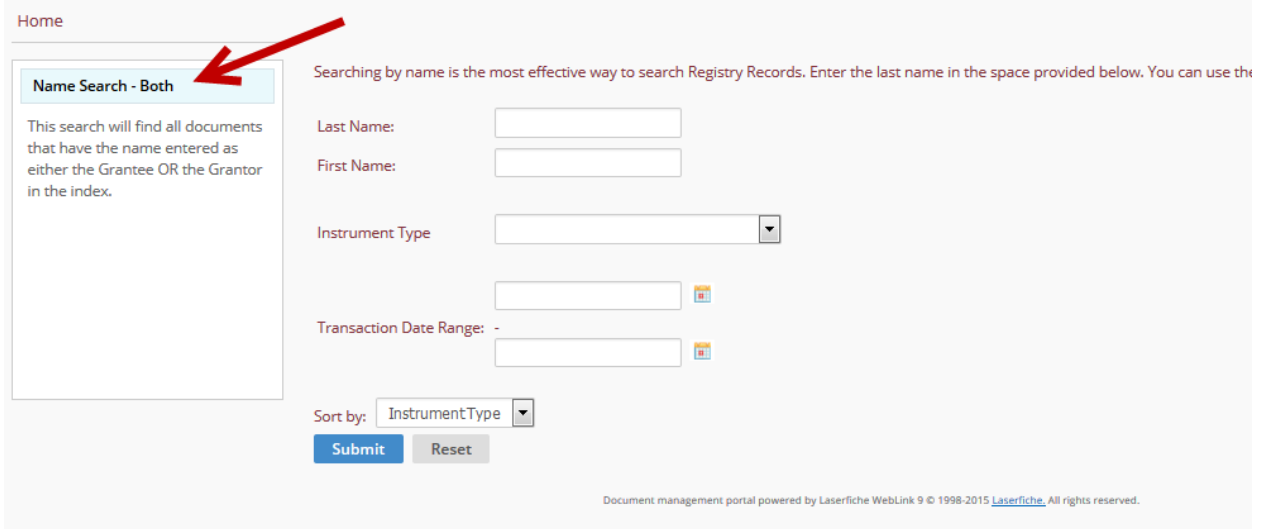 Home
Name Search - Both
This search will find all documents
that have the name entered as
either the Grantee OR the Grantor
in the index.
Searching by name is the most effective way to search Registry Records. Enter the last name in the space provided below. You can use the
Last Name:
First Name:
Instrument Type
Transaction Date Range: -
Sort by: InstrumentType
Submit Reset
Document management portal powered by Laserfiche WebLink 9 © 1998-2015 Laserfiche. All rights reserved.